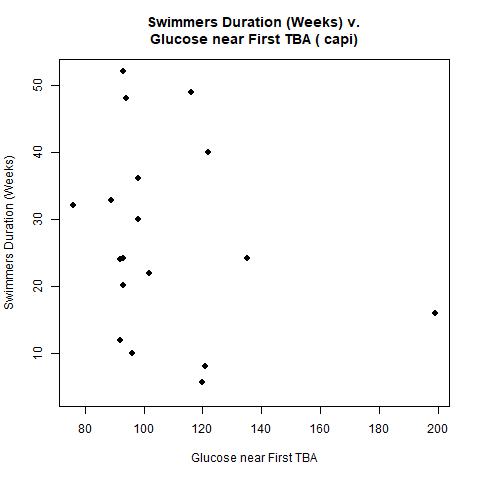 Swimmers Duration (Weeks) v.
Glucose near First TBA ( capi)
Swimmers Duration (Weeks)
50
40
30
20
10
80 100 120 140 160 180 200
Glucose near First TBA